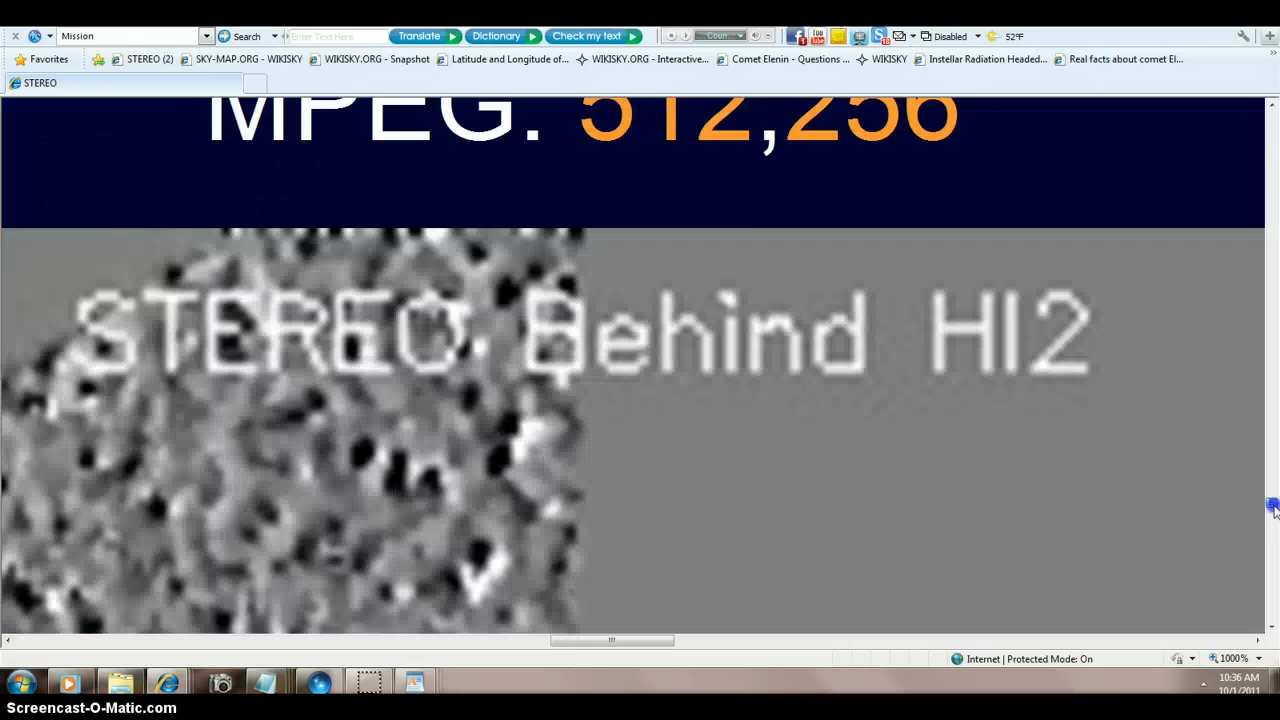 Mission
Search
Enter Text Here
Translate
Dictionary
Check my text
Coun...
Disabled
52°F
Favorites
STEREO (2)
SKY-MAP.ORG - WIKISKY
WIKISKY.ORG - Snapshot
Latitude and Longitude of...
WIKISKY.ORG - Interactive...
Comet Elenin - Questions ...
WIKISKY
Instellar Radiation Headed...
Real facts about comet El...
STEREO
MPEG: 512,256
STEREO Behind HI2
Internet | Protected Mode: On
1000%
10:36 AM
10/1/2011
Screencast-O-Matic.com